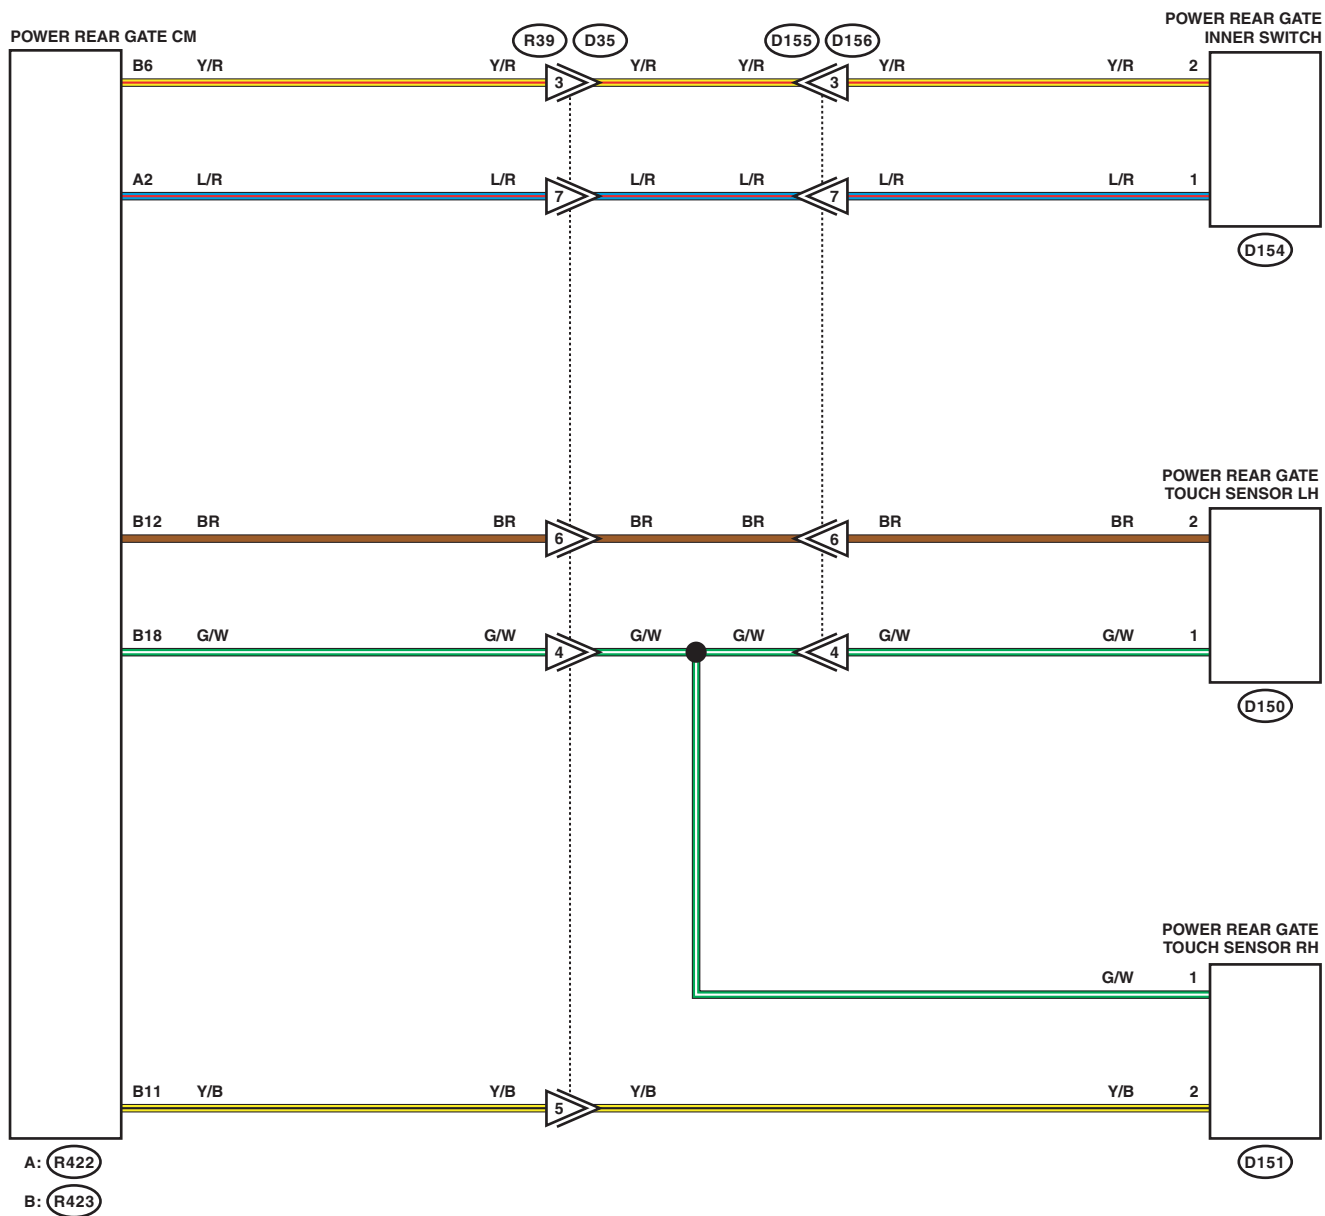 POWER REAR GATE
INNER SWITCH
POWER REAR GATE CM
R39 D35 D155 D156
B6 Y/R Y/R Y/R Y/R Y/R Y/R 2
3 3
A2 L/R L/R L/R L/R L/R L/R 1
7 7
D154
POWER REAR GATE
TOUCH SENSOR LH
B12 BR BR BR BR BR BR 2
6 6
B18 G/W G/W G/W G/W G/W G/W 1
4 4
D150
POWER REAR GATE
TOUCH SENSOR RH
G/W 1
B11 Y/B Y/B Y/B Y/B 2
5
A: R422
D151
B: R423